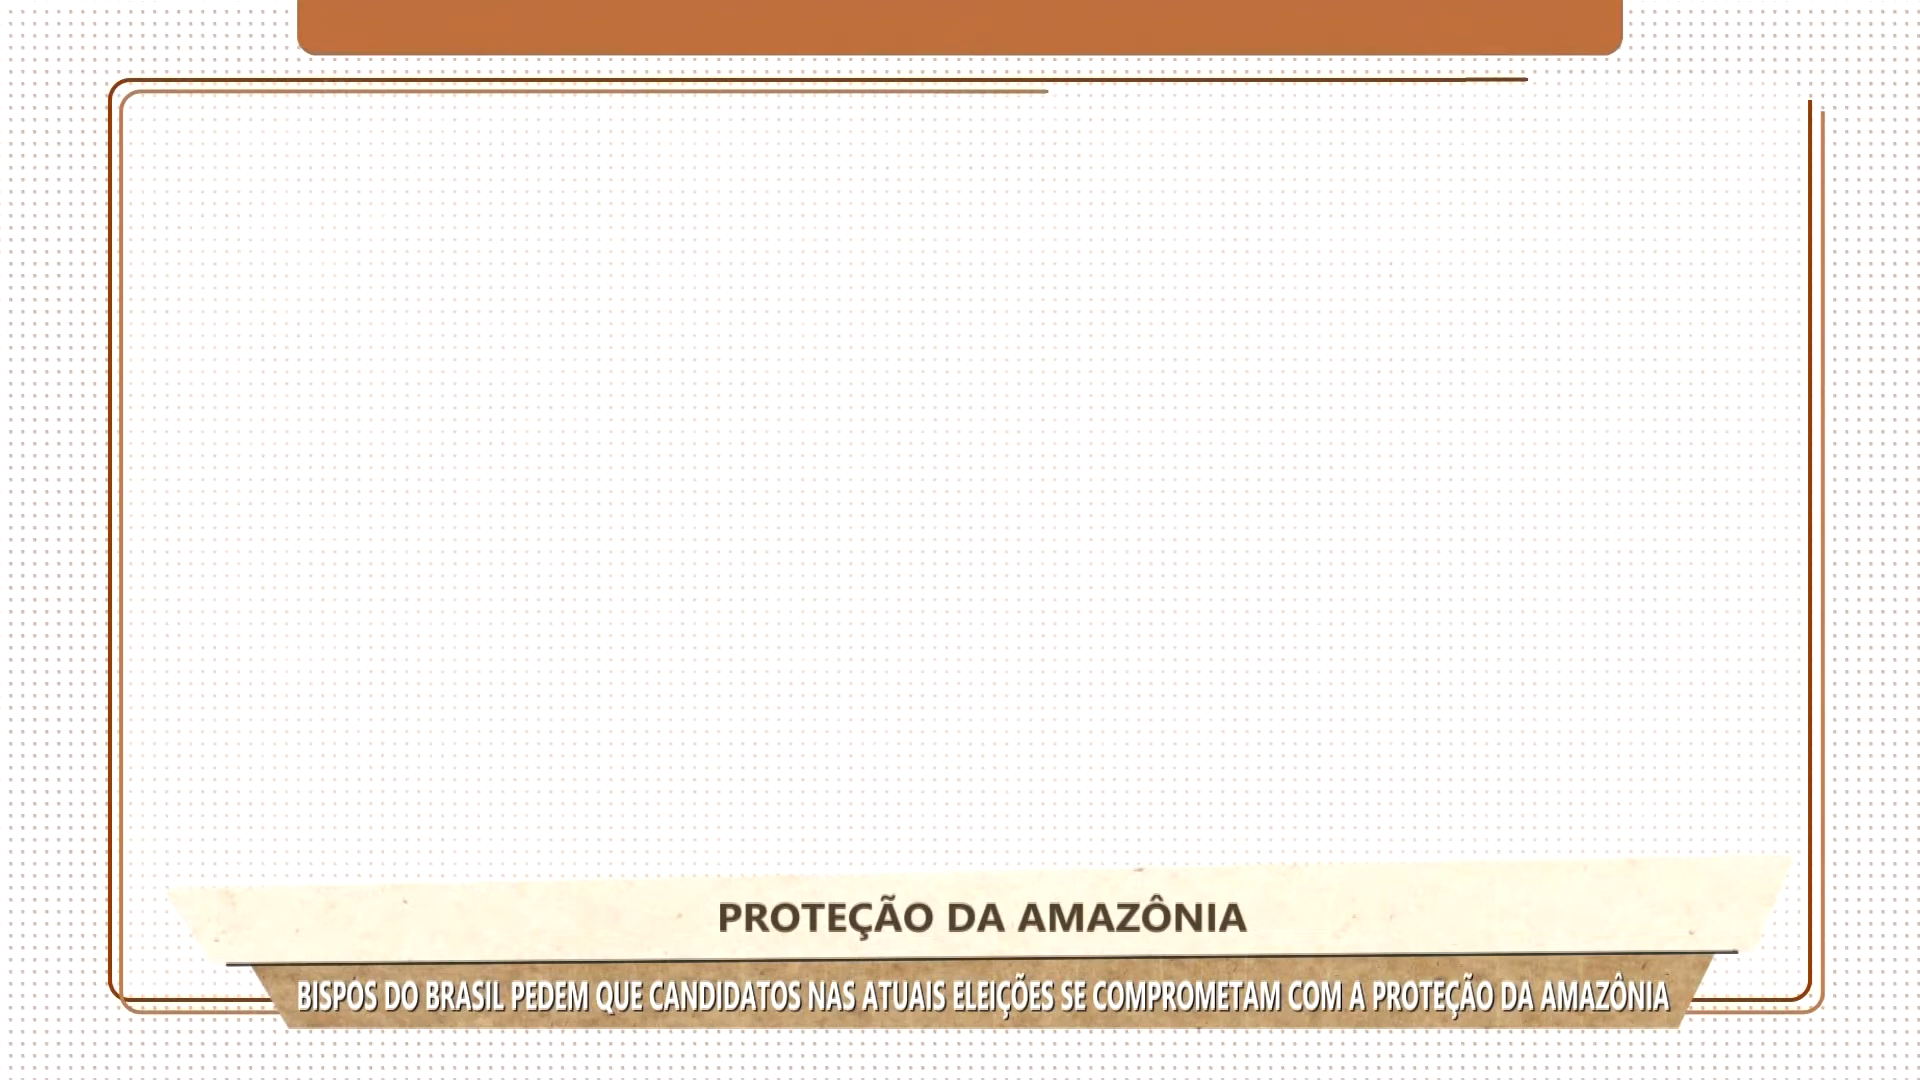 PROTEÇÃO DA AMAZÔNIA
BISPOS DO BRASIL PEDEM QUE CANDIDATOS NAS ATUAIS ELEIÇÕES SE COMPROMETAM COM A PROTEÇÃO DA AMAZÔNIA